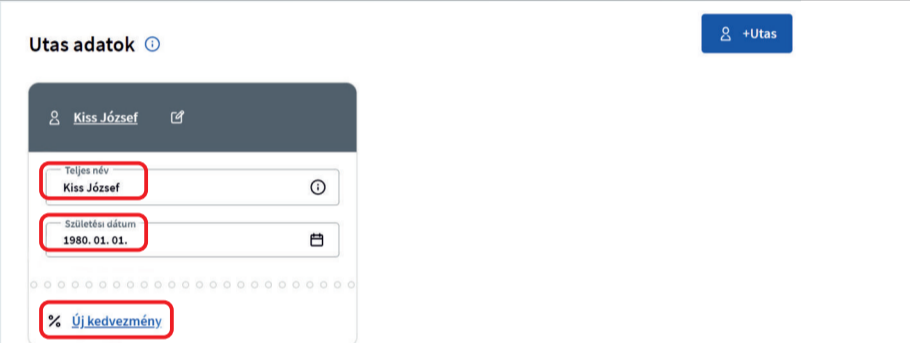 Utas adatok
+Utas
Kiss József
Teljes név
Kiss József
Születési dátum
1980. 01. 01.
% Új kedvezmény